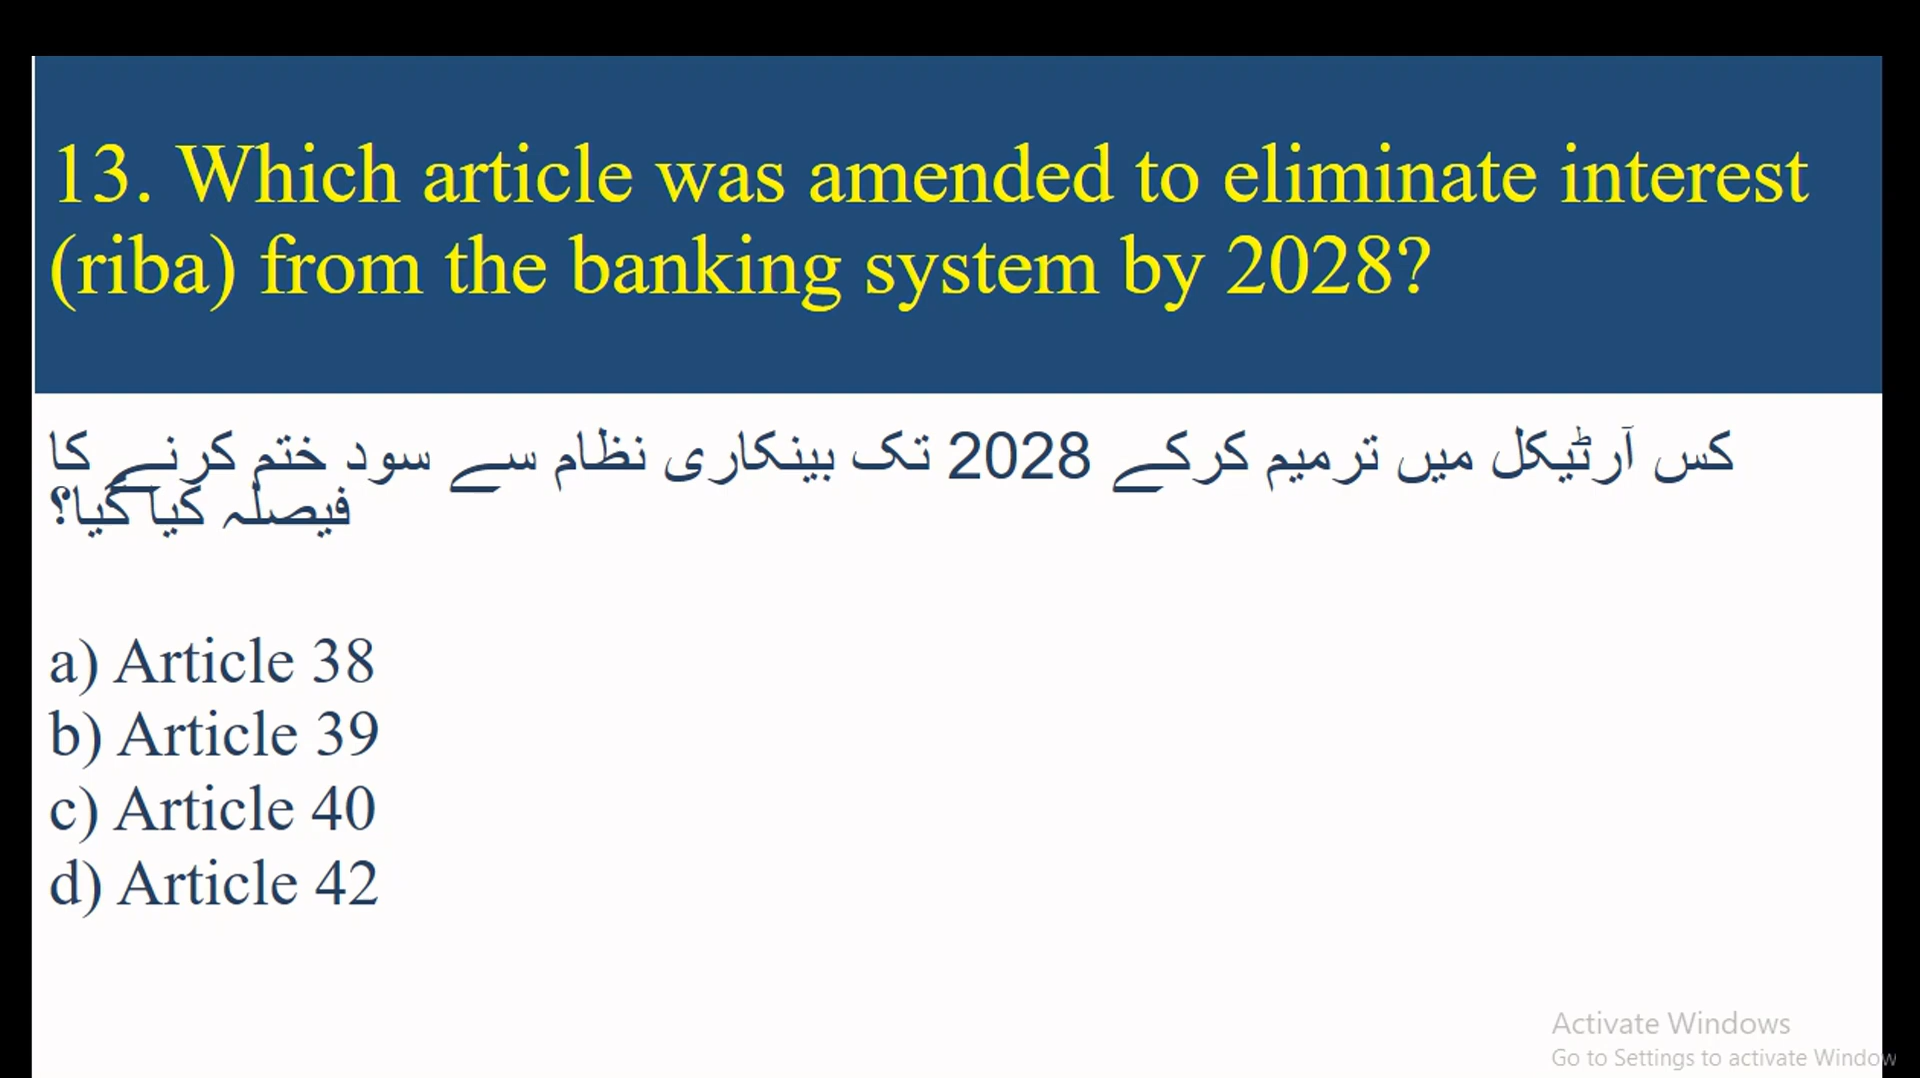 13. Which article was amended to eliminate interest
(riba) from the banking system by 2028?
کس آرٹیکل میں ترمیم کرکے 2028 تک بینکاری نظام سے سود ختم کرنے کا
فیصلہ کیا گیا؟
a) Article 38
b) Article 39
c) Article 40
d) Article 42
Activate Windows
Go to Settings to activate Window